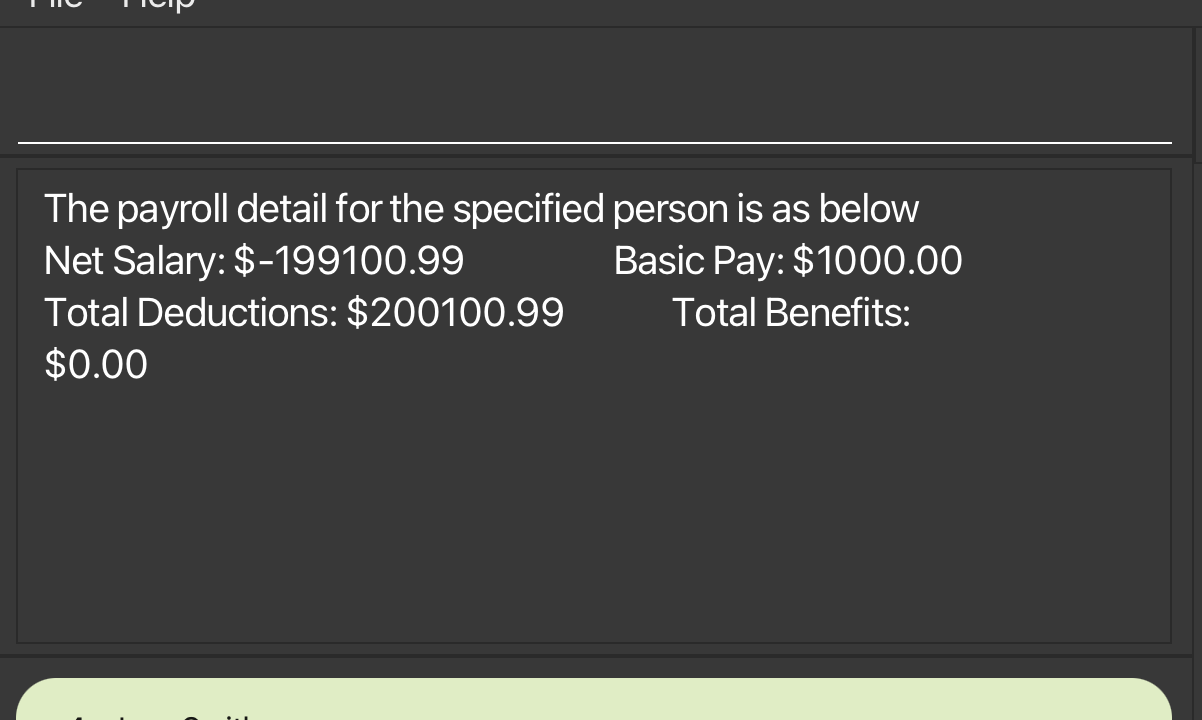 File Help
The payroll detail for the specified person is as below
Net Salary: $-199100.99 Basic Pay: $1000.00
Total Deductions: $200100.99 Total Benefits:
$0.00